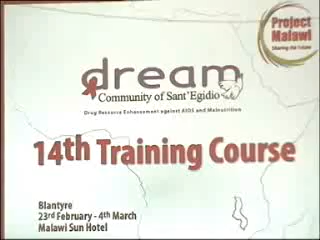 Project
Malawi
Sharing the Future
dream
Community of Sant'Egidio
Drug Resource Enhancement against AIDS and Malnutrition
14th Training Course
Blantyre
23rd February - 4th March
Malawi Sun Hotel